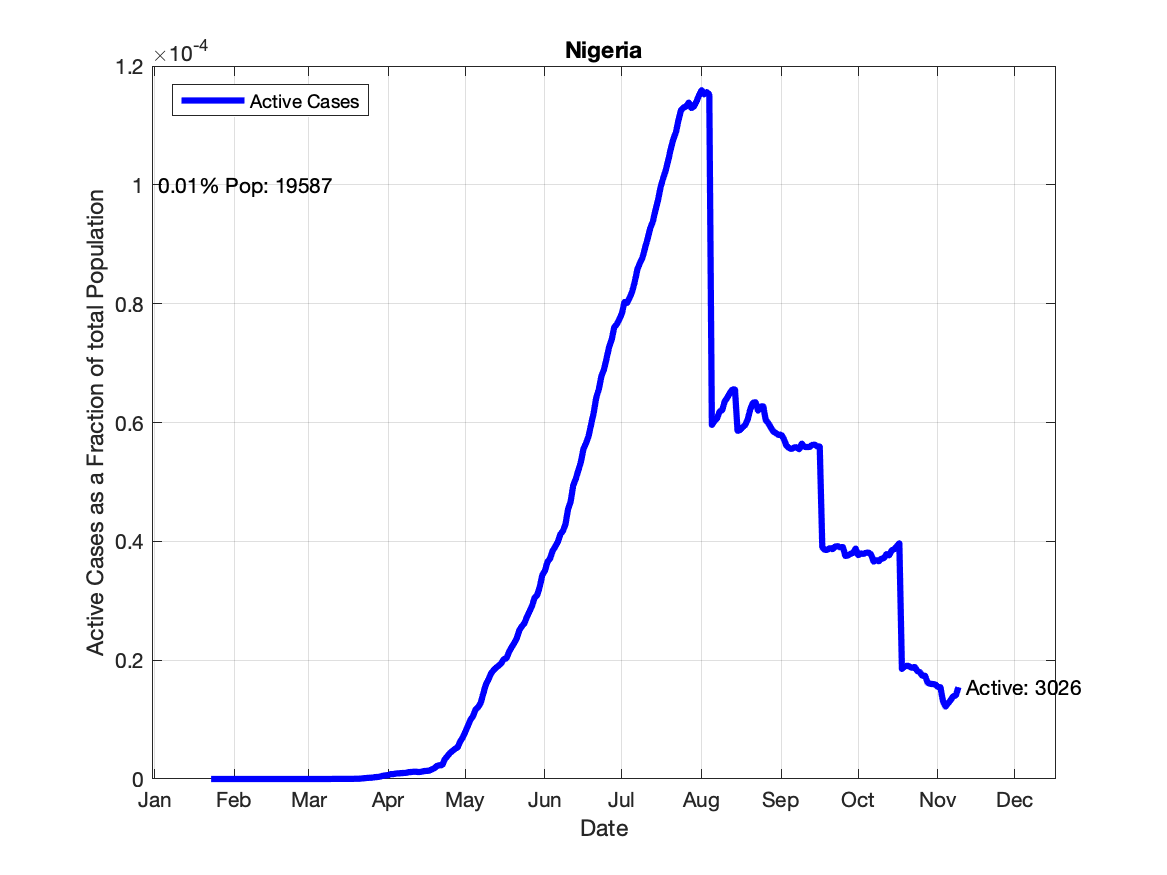 Nigeria
×10-4
1.2
1
0.8
0.6
0.4
0.2
0
Active Cases as a Fraction of total Population
Active Cases
0.01% Pop: 19587
Active: 3026
Jan Feb Mar Apr May Jun Jul Aug Sep Oct Nov Dec
Date